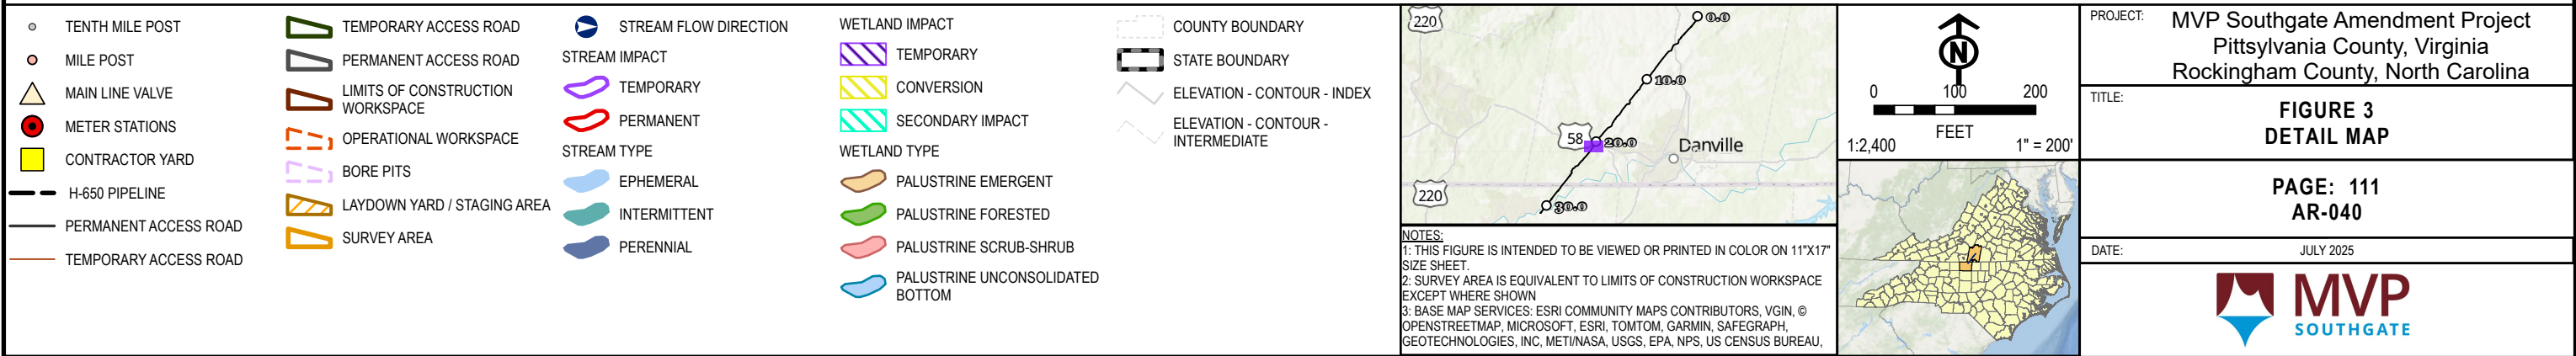 TENTH MILE POST
MILE POST
MAIN LINE VALVE
METER STATIONS
CONTRACTOR YARD
H-650 PIPELINE
PERMANENT ACCESS ROAD
TEMPORARY ACCESS ROAD
TEMPORARY ACCESS ROAD
PERMANENT ACCESS ROAD
LIMITS OF CONSTRUCTION
WORKSPACE
OPERATIONAL WORKSPACE
BORE PITS
LAYDOWN YARD / STAGING AREA
SURVEY AREA
STREAM FLOW DIRECTION
STREAM IMPACT
TEMPORARY
PERMANENT
STREAM TYPE
EPHEMERAL
INTERMITTENT
PERENNIAL
WETLAND IMPACT
TEMPORARY
CONVERSION
SECONDARY IMPACT
WETLAND TYPE
PALUSTRINE EMERGENT
PALUSTRINE FORESTED
PALUSTRINE SCRUB-SHRUB
PALUSTRINE UNCONSOLIDATED
BOTTOM
COUNTY BOUNDARY
STATE BOUNDARY
ELEVATION - CONTOUR - INDEX
ELEVATION - CONTOUR -
INTERMEDIATE
220
0.0
10.0
58
20.0
Danville
220
30.0
NOTES:
1: THIS FIGURE IS INTENDED TO BE VIEWED OR PRINTED IN COLOR ON 11"X17"
SIZE SHEET.
2: SURVEY AREA IS EQUIVALENT TO LIMITS OF CONSTRUCTION WORKSPACE
EXCEPT WHERE SHOWN
3: BASE MAP SERVICES: ESRI COMMUNITY MAPS CONTRIBUTORS, VGIN, ©
OPENSTREETMAP, MICROSOFT, ESRI, TOMTOM, GARMIN, SAFEGRAPH,
GEOTECHNOLOGIES, INC, METI/NASA, USGS, EPA, NPS, US CENSUS BUREAU,
N
0 100 200
FEET
1:2,400 1" = 200'
PROJECT:
MVP Southgate Amendment Project
Pittsylvania County, Virginia
Rockingham County, North Carolina
TITLE:
FIGURE 3
DETAIL MAP
PAGE: 111
AR-040
DATE: JULY 2025
MVP
SOUTHGATE